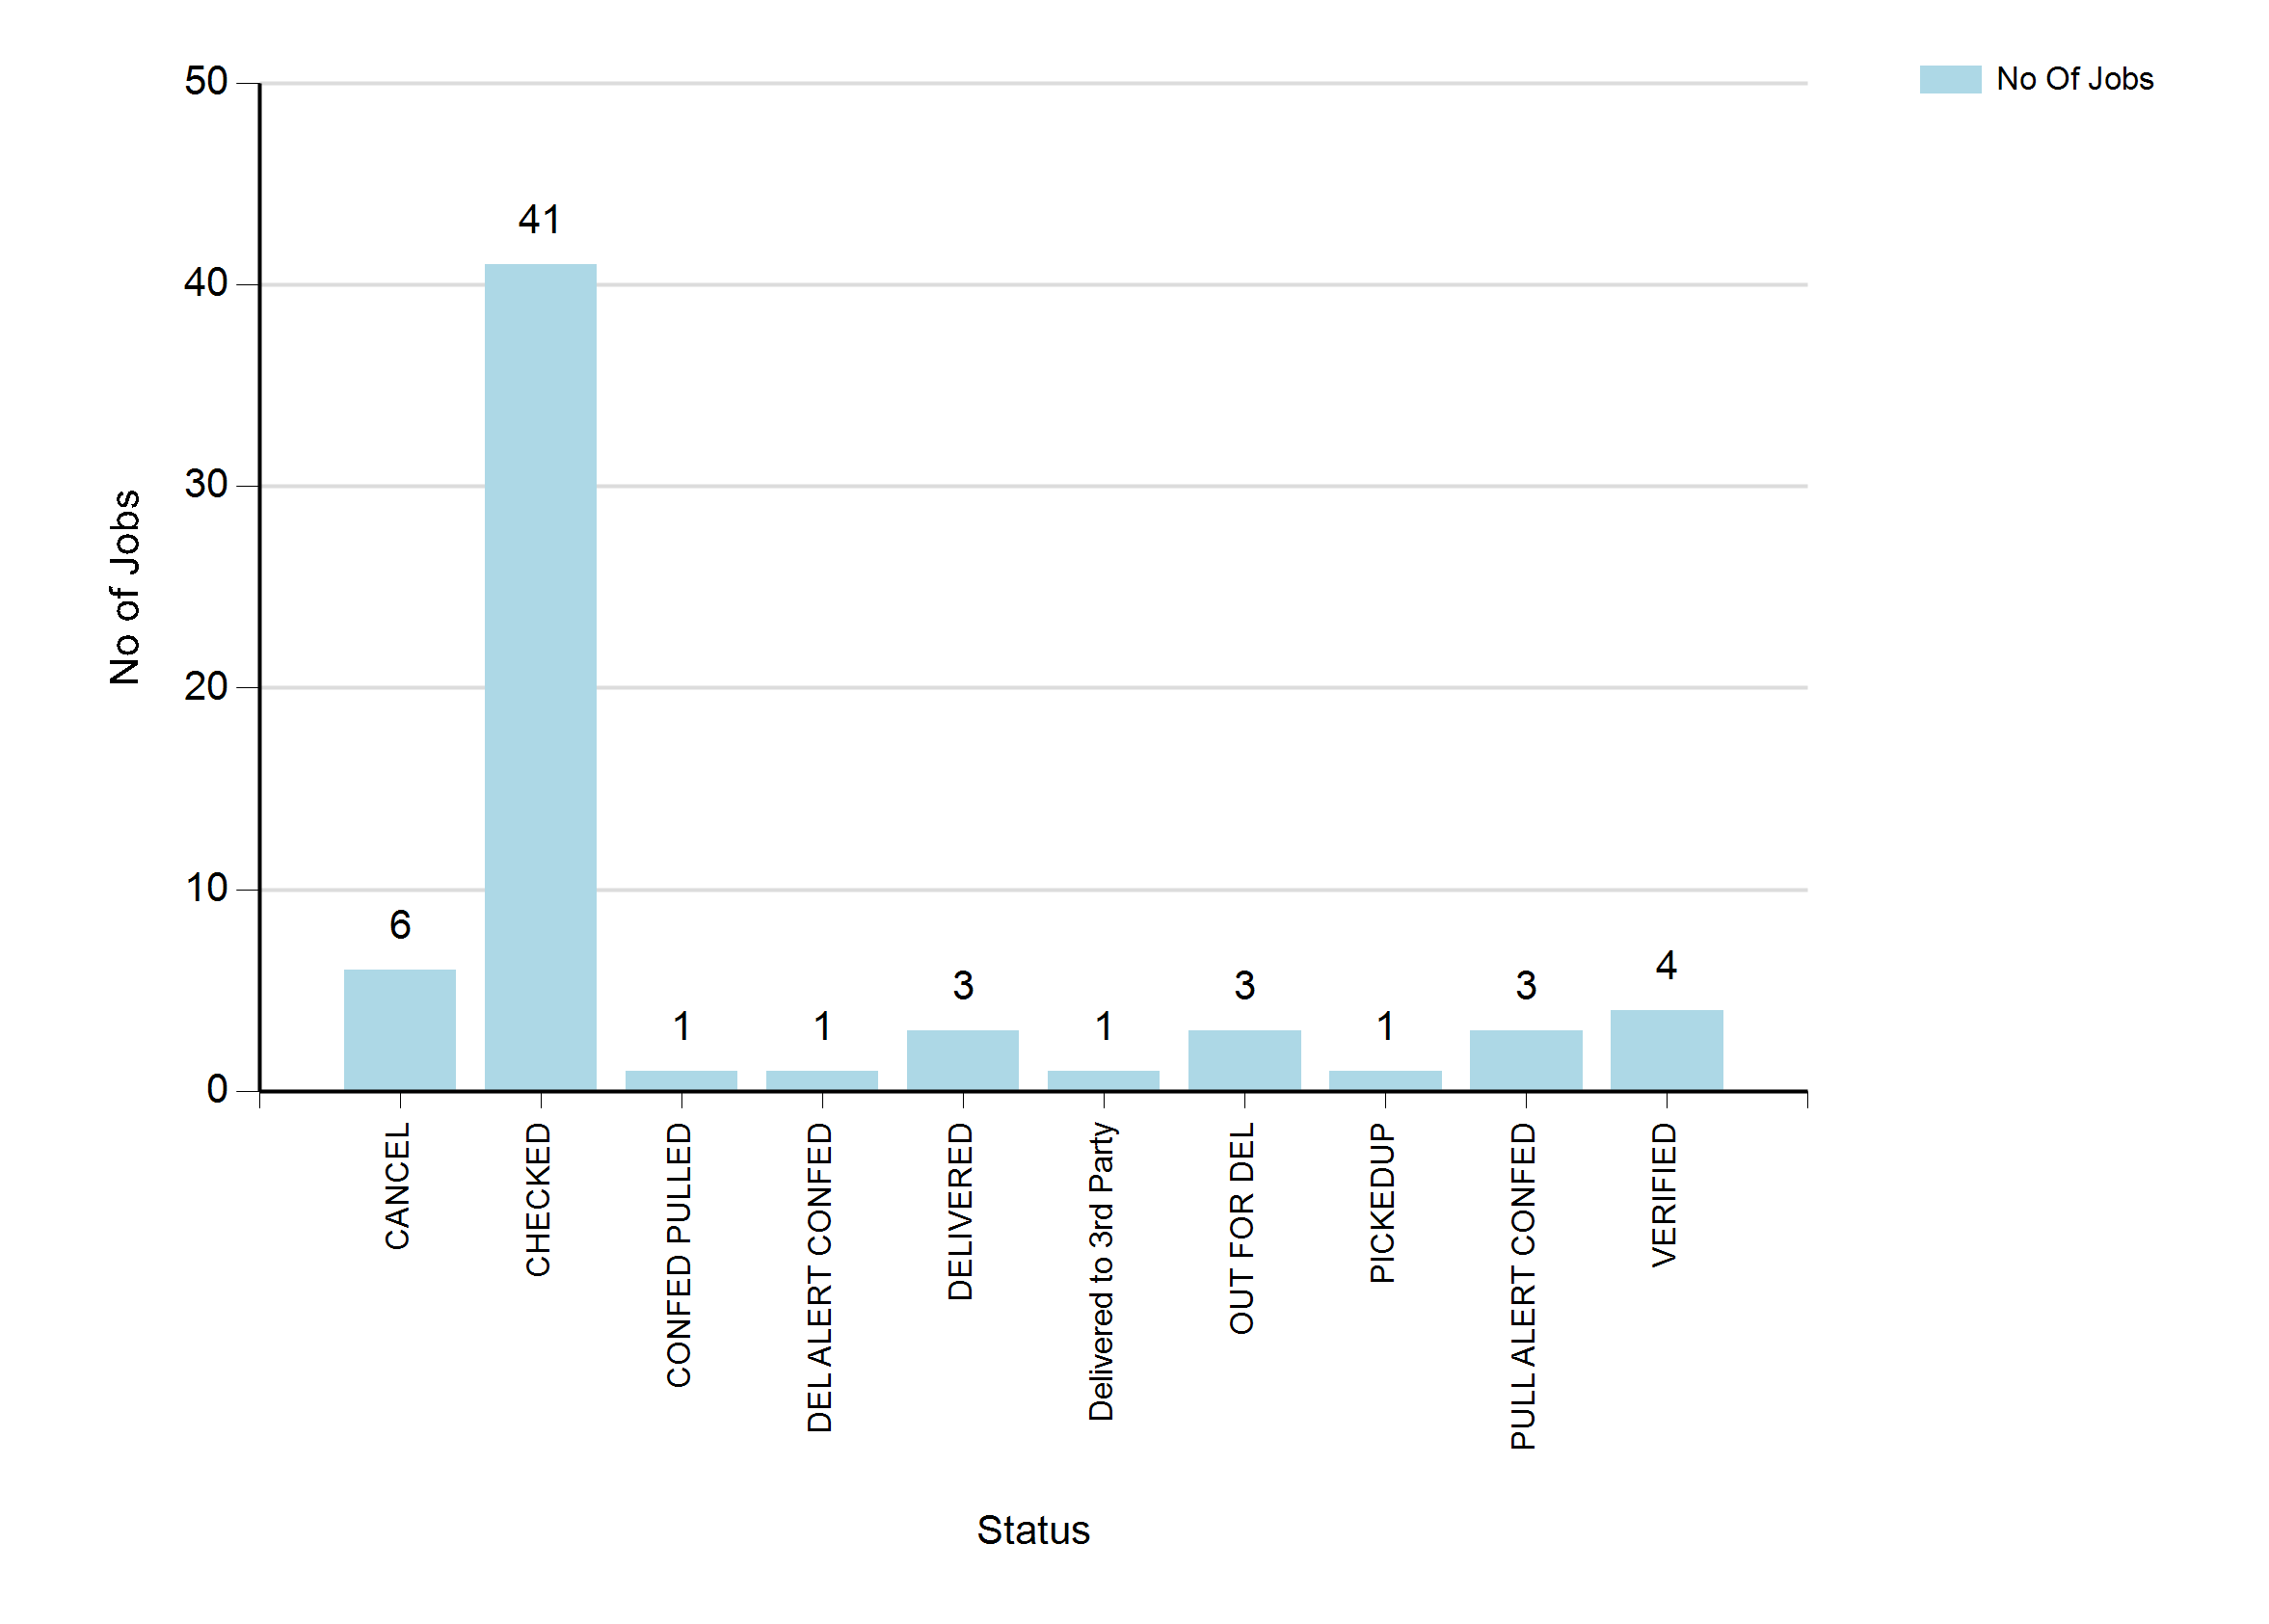 No Of Jobs
50
40
30
20
10
0
No of Jobs
6
41
1
1
3
1
3
1
3
4
CANCEL
CHECKED
CONFED PULLED
DEL ALERT CONFED
DELIVERED
Delivered to 3rd Party
OUT FOR DEL
PICKEDUP
PULL ALERT CONFED
VERIFIED
Status